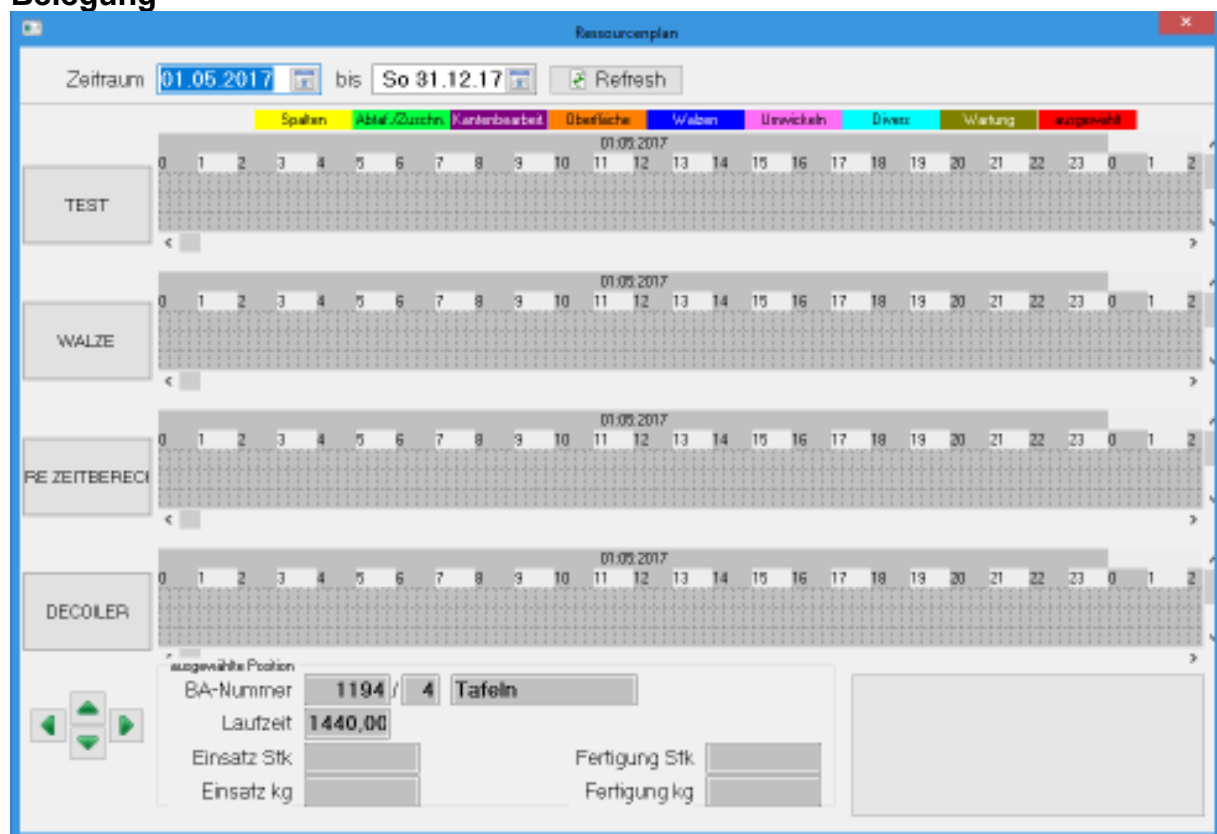 Belegung
Ressourcenplan
Zeitraum 01.05.2017 bis So 31.12.17 Refresh
Spalten Abtaf./Zuschn. Kantenbearbeit. Oberfläche Walzen Umwickeln Divers Wartung ausgewählt
01.05.2017
0 1 2 3 4 5 6 7 8 9 10 11 12 13 14 15 16 17 18 19 20 21 22 23 0 1 2
TEST
01.05.2017
0 1 2 3 4 5 6 7 8 9 10 11 12 13 14 15 16 17 18 19 20 21 22 23 0 1 2
WALZE
01.05.2017
0 1 2 3 4 5 6 7 8 9 10 11 12 13 14 15 16 17 18 19 20 21 22 23 0 1 2
RE ZEITBERECH
01.05.2017
0 1 2 3 4 5 6 7 8 9 10 11 12 13 14 15 16 17 18 19 20 21 22 23 0 1 2
DECOILER
ausgewählte Position
BA-Nummer 1194 / 4 Tafeln
Laufzeit 1440,00
Einsatz Stk Fertigung Stk
Einsatz kg Fertigung kg